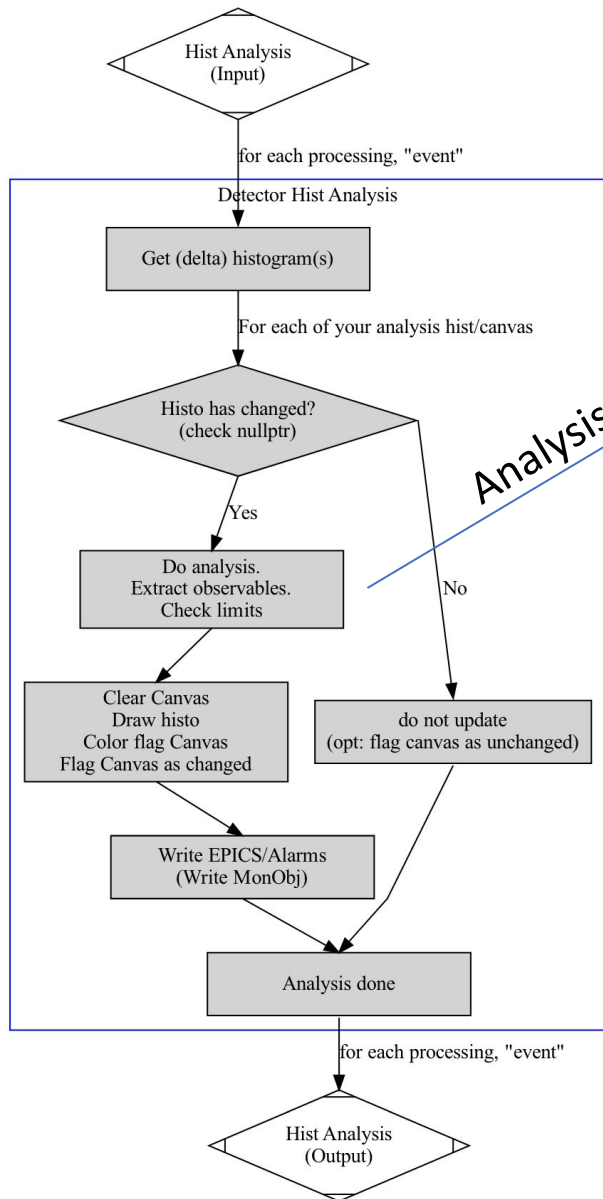 Hist Analysis
(Input)
for each processing, "event"
Detector Hist Analysis
Get (delta) histogram(s)
For each of your analysis hist/canvas
Histo has changed?
(check nullptr)
Analysis
Yes
No
Do analysis.
Extract observables.
Check limits
Clear Canvas
Draw histo
Color flag Canvas
Flag Canvas as changed
do not update
(opt: flag canvas as unchanged)
Write EPICS/Alarms
(Write MonObj)
Analysis done
for each processing, "event"
Hist Analysis
(Output)